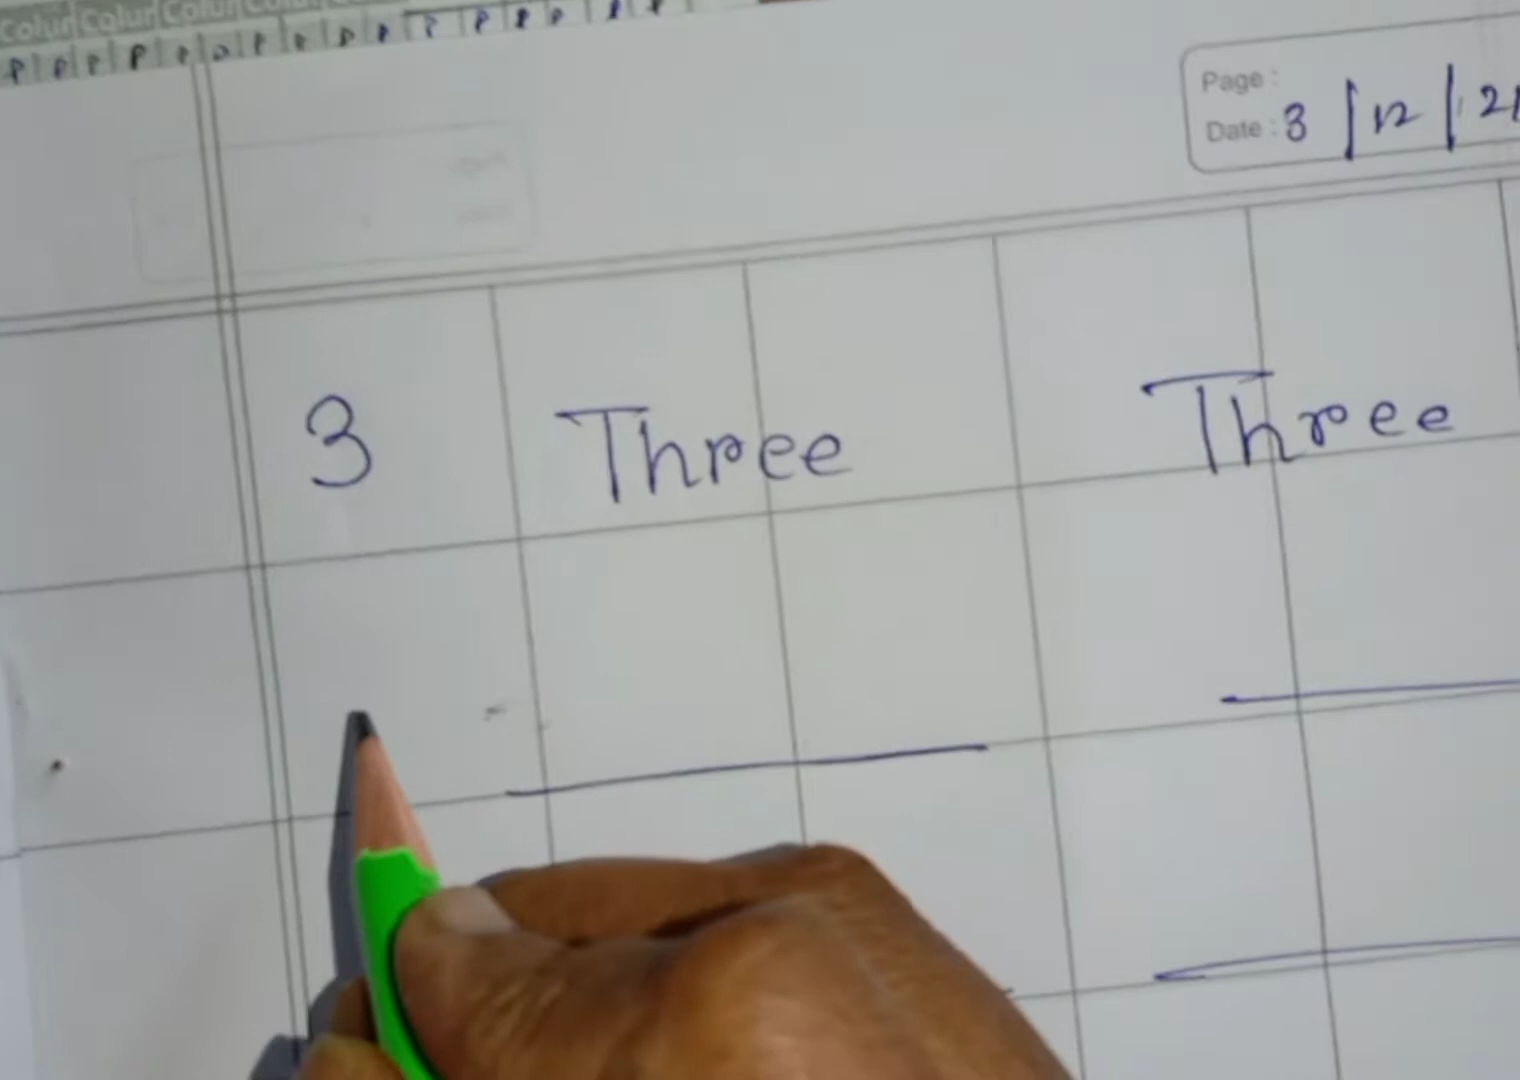 Page :
Date : 3 / 12 / 21
3 Three Three